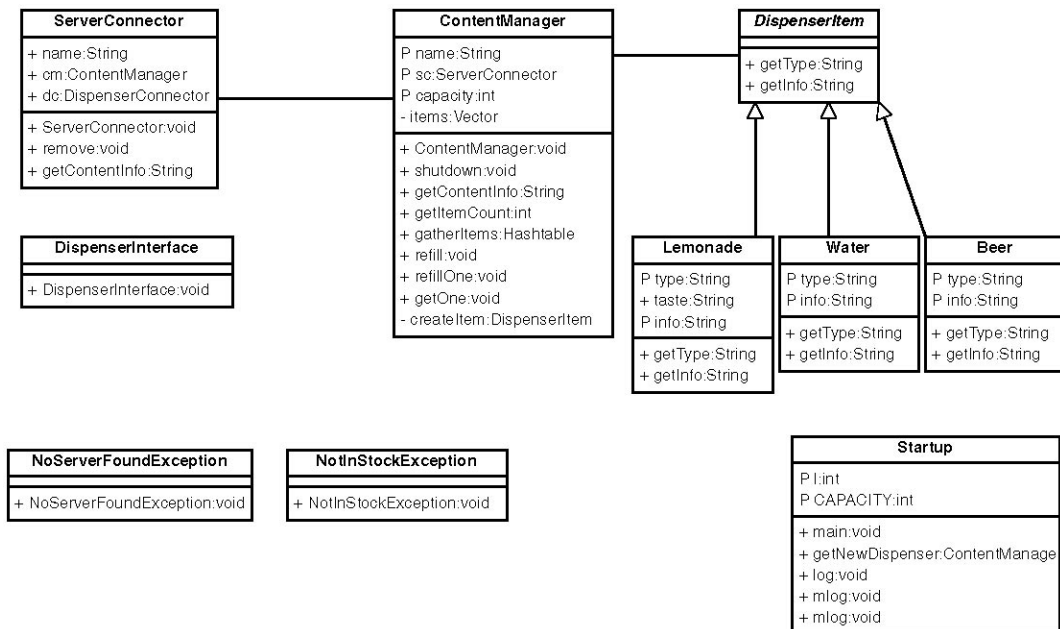 ServerConnector
+ name:String
+ cm:ContentManager
+ dc:DispenserConnector
+ ServerConnector:void
+ remove:void
+ getContentInfo:String
ContentManager
P name:String
P sc:ServerConnector
P capacity:int
- items:Vector
+ ContentManager:void
+ shutdown:void
+ getContentInfo:String
+ getItemCount:int
+ gatherItems:Hashtable
+ refill:void
+ refillOne:void
+ getOne:void
- createItem:DispenserItem
DispenserItem
+ getType:String
+ getInfo:String
DispenserInterface
+ DispenserInterface:void
Lemonade
P type:String
+ taste:String
P info:String
+ getType:String
+ getInfo:String
Water
P type:String
P info:String
+ getType:String
+ getInfo:String
Beer
P type:String
P info:String
+ getType:String
+ getInfo:String
NoServerFoundException
+ NoServerFoundException:void
NotInStockException
+ NotInStockException:void
Startup
P l:int
P CAPACITY:int
+ main:void
+ getNewDispenser:ContentManage
+ log:void
+ mlog:void
+ mlog:void